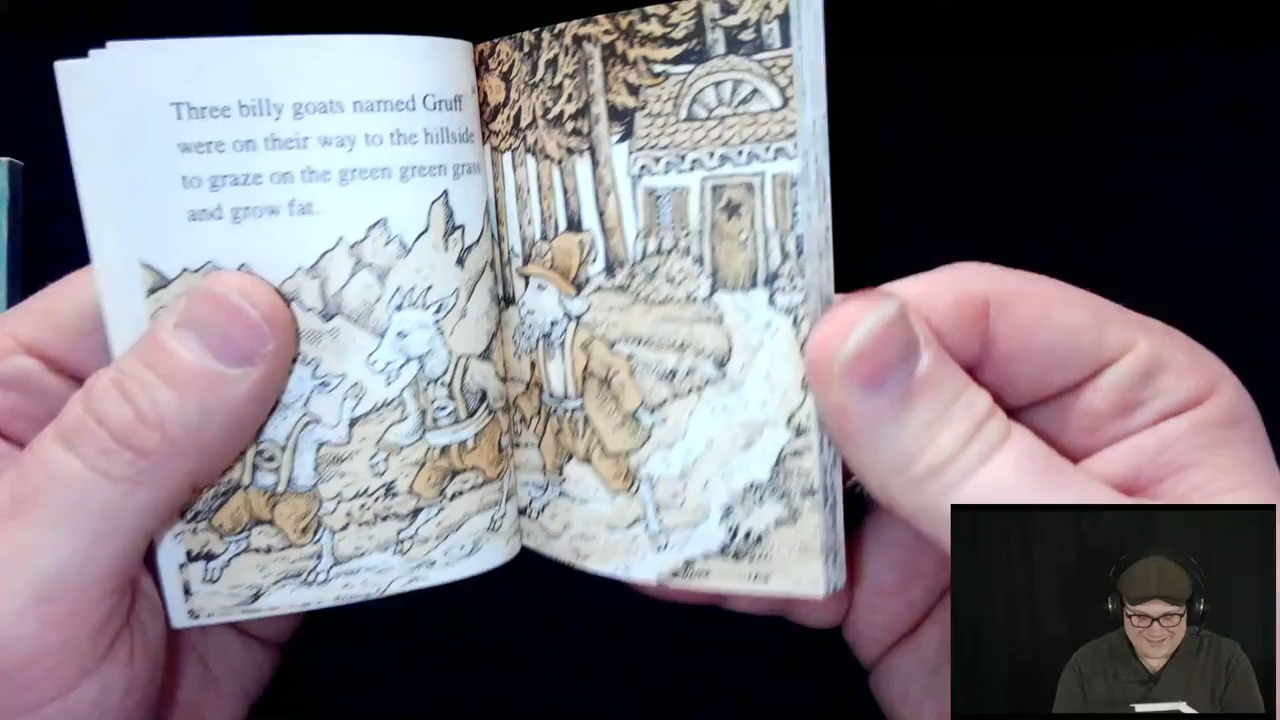 Three billy goats named Gruff
were on their way to the hillside
to graze on the green green grass
and grow fat.